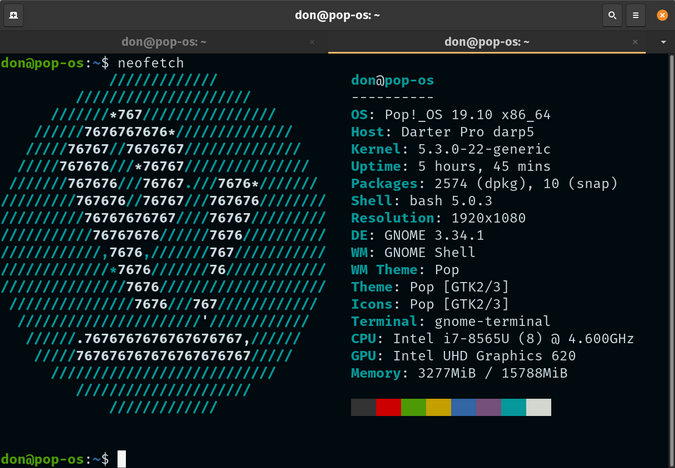 don@pop-os: ~
don@pop-os: ~ ×
don@pop-os: ~ ×
don@pop-os:~$ neofetch
/////////////
/////////////////////
///////*767////////////////
//////7676767676*//////////////
/////76767//7676767//////////////
/////767676///*76767///////////////
///////767676///76767.///7676*///////
/////////767676//76767///767676////////
//////////76767676767////76767/////////
///////////76767676//////7676//////////
////////////,7676,///////767///////////
/////////////*7676///////76////////////
///////////////7676////////////////////
///////////////7676///767////////////
//////////////////////'////////////
//////.7676767676767676767,//////
/////767676767676767676767/////
///////////////////////////
/////////////////////
/////////////
don@pop-os
----------
OS: Pop!_OS 19.10 x86_64
Host: Darter Pro darp5
Kernel: 5.3.0-22-generic
Uptime: 5 hours, 45 mins
Packages: 2574 (dpkg), 10 (snap)
Shell: bash 5.0.3
Resolution: 1920x1080
DE: GNOME 3.34.1
WM: GNOME Shell
WM Theme: Pop
Theme: Pop [GTK2/3]
Icons: Pop [GTK2/3]
Terminal: gnome-terminal
CPU: Intel i7-8565U (8) @ 4.600GHz
GPU: Intel UHD Graphics 620
Memory: 3277MiB / 15788MiB
don@pop-os:~$